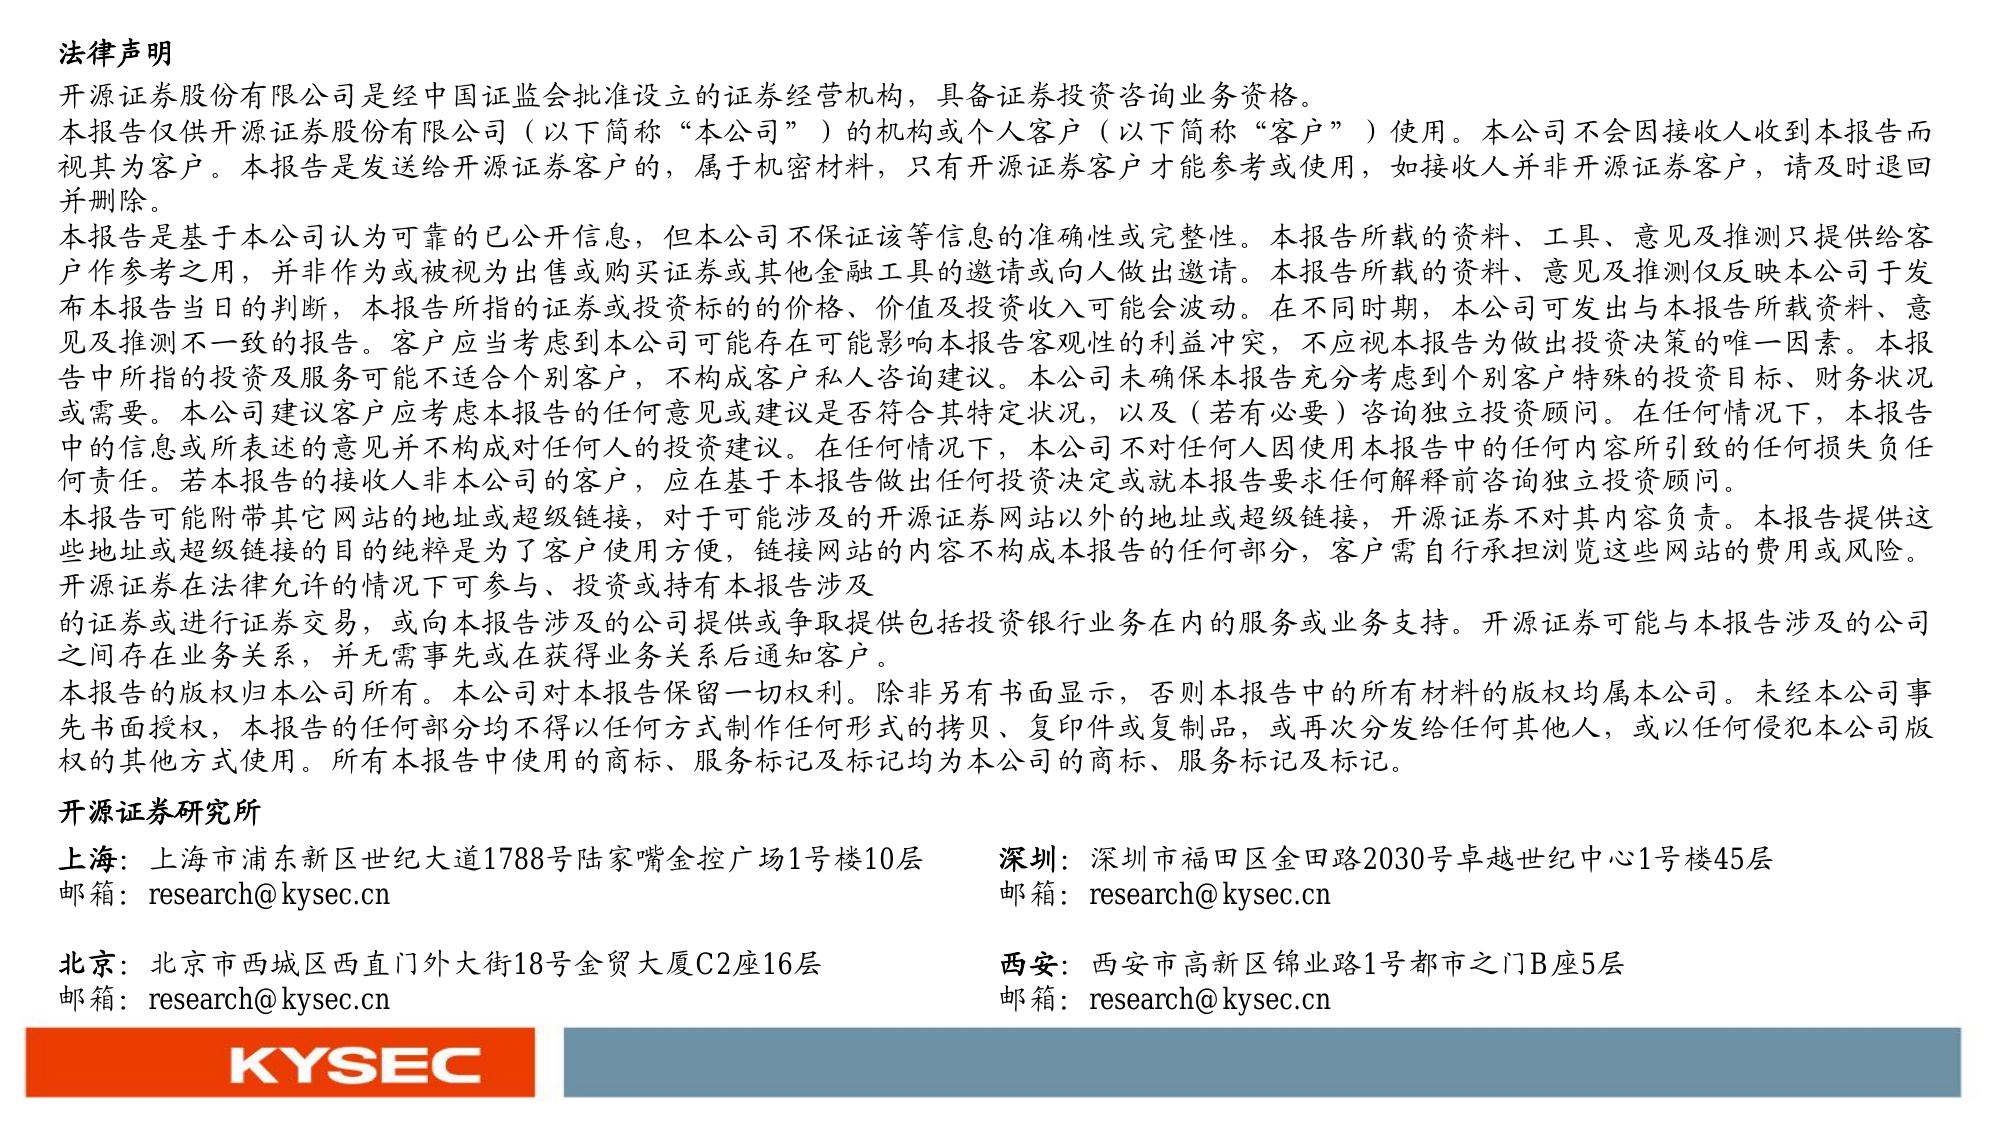 法律声明
开源证券股份有限公司是经中国证监会批准设立的证券经营机构，具备证券投资咨询业务资格。
本报告仅供开源证券股份有限公司（以下简称“本公司”）的机构或个人客户（以下简称“客户”）使用。本公司不会因接收人收到本报告而
视其为客户。本报告是发送给开源证券客户的，属于机密材料，只有开源证券客户才能参考或使用，如接收人并非开源证券客户，请及时退回
并删除。
本报告是基于本公司认为可靠的已公开信息，但本公司不保证该等信息的准确性或完整性。本报告所载的资料、工具、意见及推测只提供给客
户作参考之用，并非作为或被视为出售或购买证券或其他金融工具的邀请或向人做出邀请。本报告所载的资料、意见及推测仅反映本公司于发
布本报告当日的判断，本报告所指的证券或投资标的的价格、价值及投资收入可能会波动。在不同时期，本公司可发出与本报告所载资料、意
见及推测不一致的报告。客户应当考虑到本公司可能存在可能影响本报告客观性的利益冲突，不应视本报告为做出投资决策的唯一因素。本报
告中所指的投资及服务可能不适合个别客户，不构成客户私人咨询建议。本公司未确保本报告充分考虑到个别客户特殊的投资目标、财务状况
或需要。本公司建议客户应考虑本报告的任何意见或建议是否符合其特定状况，以及（若有必要）咨询独立投资顾问。在任何情况下，本报告
中的信息或所表述的意见并不构成对任何人的投资建议。在任何情况下，本公司不对任何人因使用本报告中的任何内容所引致的任何损失负任
何责任。若本报告的接收人非本公司的客户，应在基于本报告做出任何投资决定或就本报告要求任何解释前咨询独立投资顾问。
本报告可能附带其它网站的地址或超级链接，对于可能涉及的开源证券网站以外的地址或超级链接，开源证券不对其内容负责。本报告提供这
些地址或超级链接的目的纯粹是为了客户使用方便，链接网站的内容不构成本报告的任何部分，客户需自行承担浏览这些网站的费用或风险。
开源证券在法律允许的情况下可参与、投资或持有本报告涉及
的证券或进行证券交易，或向本报告涉及的公司提供或争取提供包括投资银行业务在内的服务或业务支持。开源证券可能与本报告涉及的公司
之间存在业务关系，并无需事先或在获得业务关系后通知客户。
本报告的版权归本公司所有。本公司对本报告保留一切权利。除非另有书面显示，否则本报告中的所有材料的版权均属本公司。未经本公司事
先书面授权，本报告的任何部分均不得以任何方式制作任何形式的拷贝、复印件或复制品，或再次分发给任何其他人，或以任何侵犯本公司版
权的其他方式使用。所有本报告中使用的商标、服务标记及标记均为本公司的商标、服务标记及标记。
开源证券研究所
上海：上海市浦东新区世纪大道1788号陆家嘴金控广场1号楼10层
邮箱：research@kysec.cn
深圳：深圳市福田区金田路2030号卓越世纪中心1号楼45层
邮箱：research@kysec.cn
北京：北京市西城区西直门外大街18号金贸大厦C2座16层
邮箱：research@kysec.cn
西安：西安市高新区锦业路1号都市之门B座5层
邮箱：research@kysec.cn
KYSEC